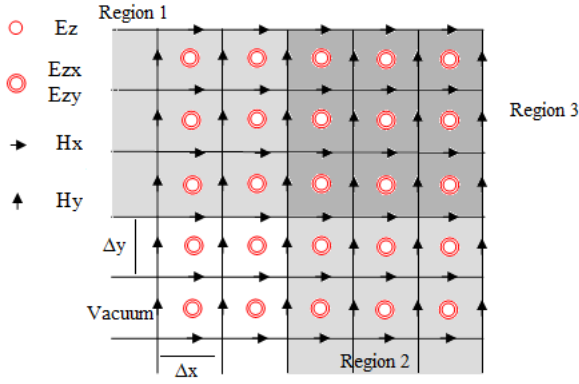 Region 1
Ez
Ezx
Ezy
Region 3
Hx
Hy
Δy
Vacuum
Region 2
Δx